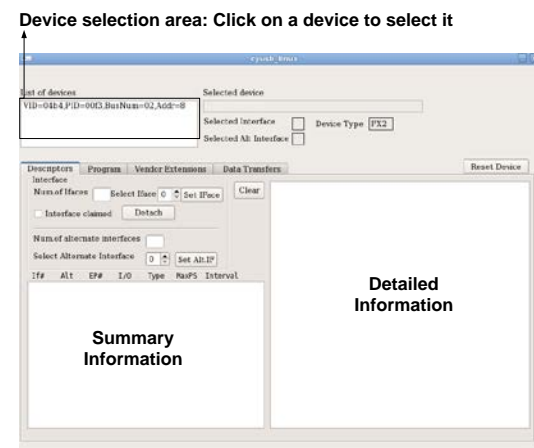 Device selection area: Click on a device to select it
cyusb_linux
List of devices
Selected device
VID=04b4,PID=00f3,BusNum=02,Addr=8
Selected Interface
Device Type FX2
Selected Alt Interface
Descriptors Program Vendor Extensions Data Transfers
Reset Device
Interface
Num.of Ifaces Select Iface 0 Set IFace
Clear
Interface claimed Detach
Num.of alternate interfeces
Select Alternate Interface 0 Set Alt.IF
If# Alt EP# I/O Type MaxPS Interval
Summary
Information
Detailed
Information